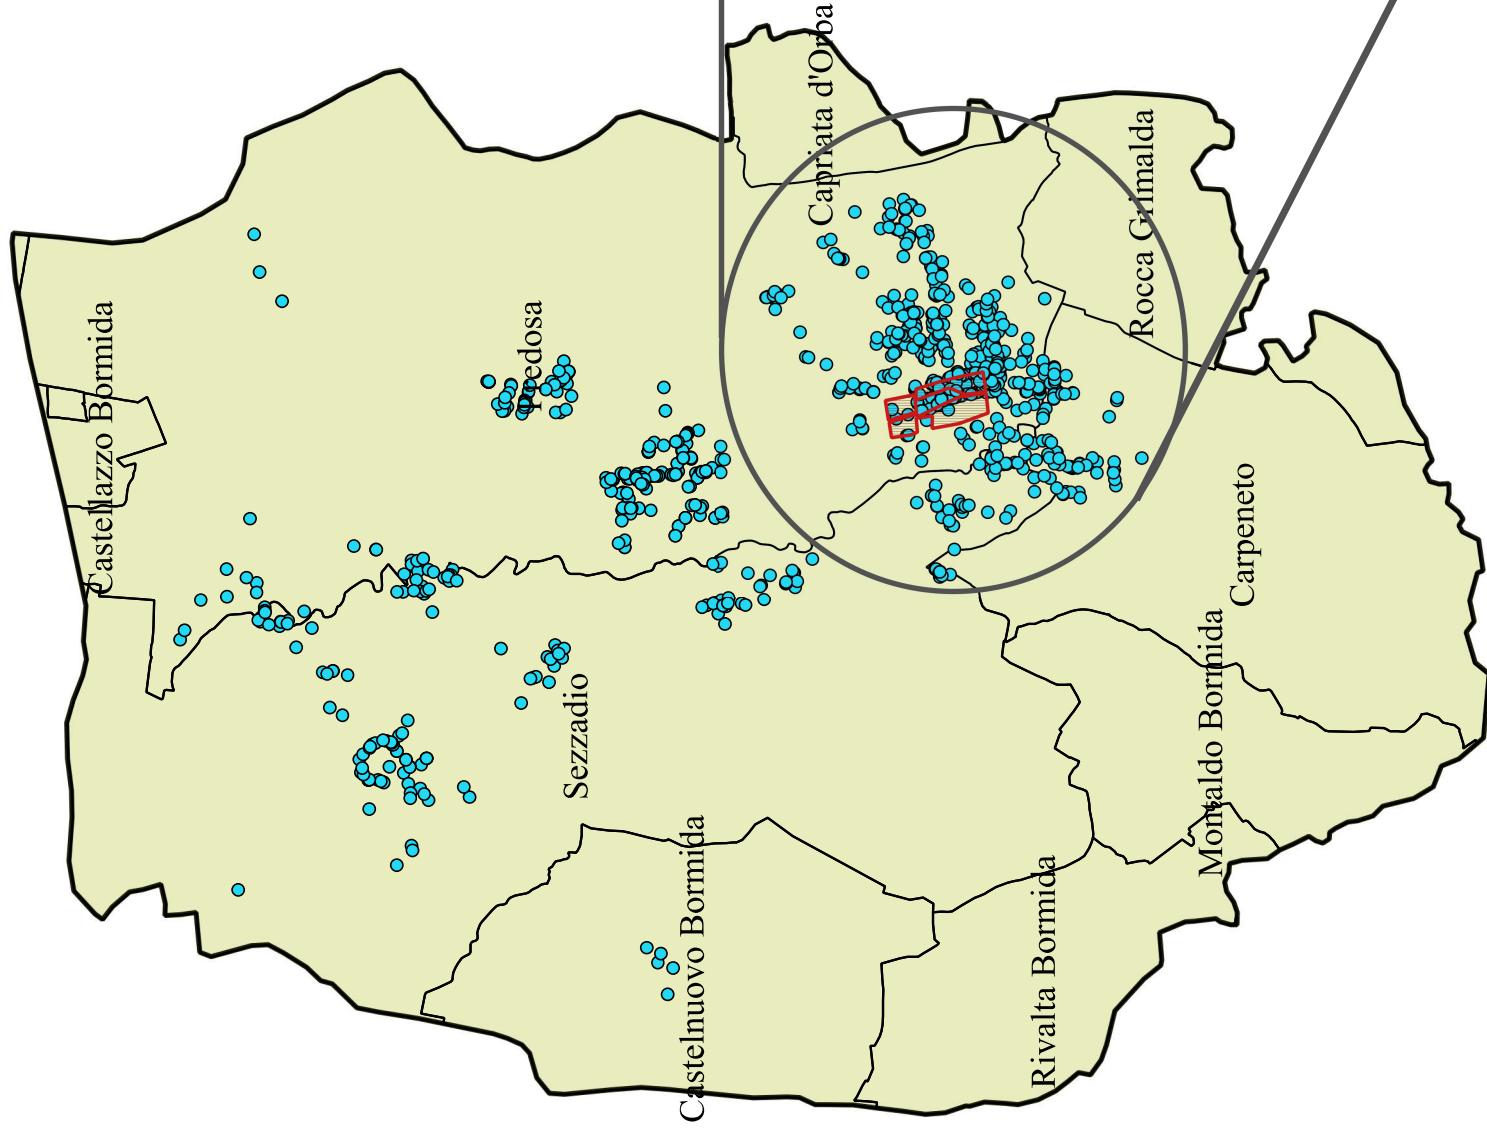 Castellazzo Bormida
Predosa
Sezzadio
Castelnuovo Bormida
Capriata d'Orba
Rivalta Bormida
Rocca Grimalda
Montaldo Bormida
Carpeneto